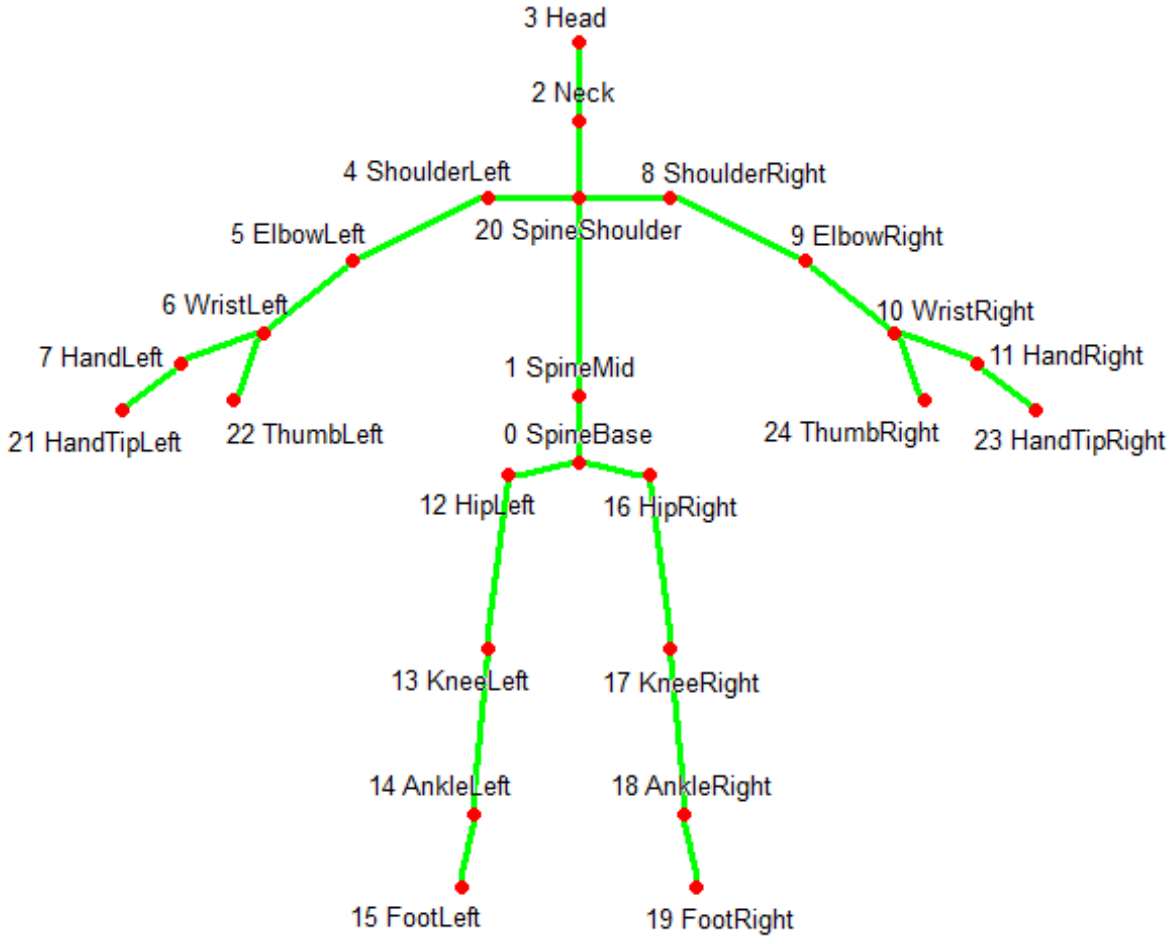 3 Head
2 Neck
4 ShoulderLeft
8 ShoulderRight
20 SpineShoulder
5 ElbowLeft
9 ElbowRight
6 WristLeft
10 WristRight
7 HandLeft
11 HandRight
1 SpineMid
21 HandTipLeft
22 ThumbLeft
0 SpineBase
24 ThumbRight
23 HandTipRight
12 HipLeft
16 HipRight
13 KneeLeft
17 KneeRight
14 AnkleLeft
18 AnkleRight
15 FootLeft
19 FootRight